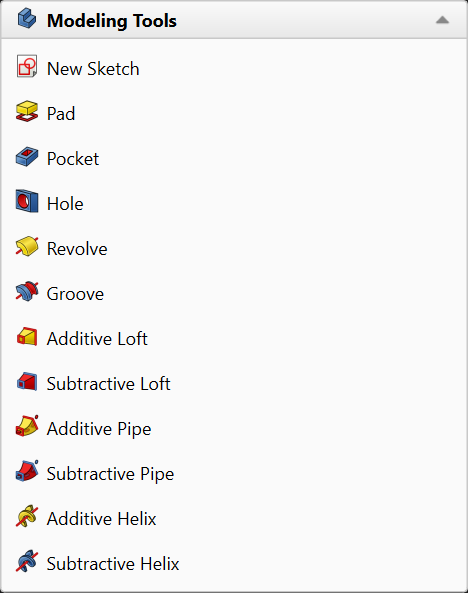 Modeling Tools
New Sketch
Pad
Pocket
Hole
Revolve
Groove
Additive Loft
Subtractive Loft
Additive Pipe
Subtractive Pipe
Additive Helix
Subtractive Helix